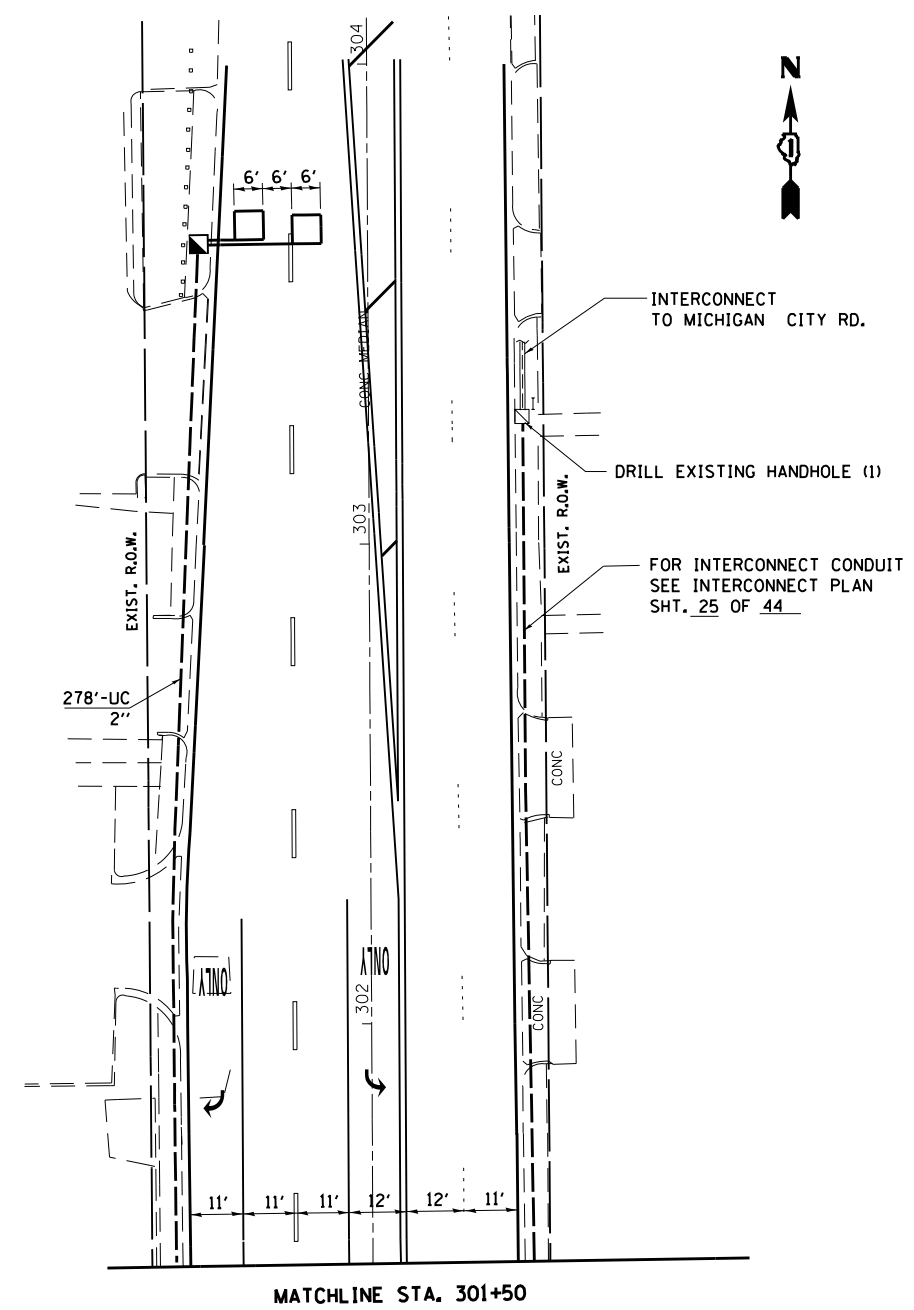 304
N
1
6' 6' 6'
INTERCONNECT
TO MICHIGAN CITY RD.
CONC MEDIAN
I
DRILL EXISTING HANDHOLE (1)
303
EXIST. R.O.W.
EXIST. R.O.W.
FOR INTERCONNECT CONDUIT
SEE INTERCONNECT PLAN
SHT. 25 OF 44
278'-UC
2''
CONC
ONLY
ONLY
302
CONC
11' 11' 11' 12' 12' 11'
MATCHLINE STA. 301+50